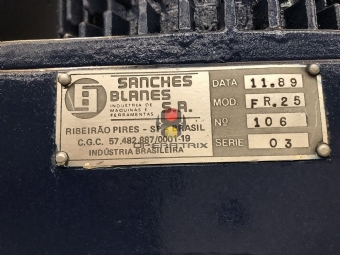 SANCHES
BLANES
INDÚSTRIA DE
MÁQUINAS E
FERRAMENTAS
S.A.
RIBEIRÃO PIRES - SP BRASIL
C.G.C. 57.482.887/0001-19
INDÚSTRIA BRASILEIRA
DATA 11.89
MOD. FR.25
Nº 106
SÉRIE 03